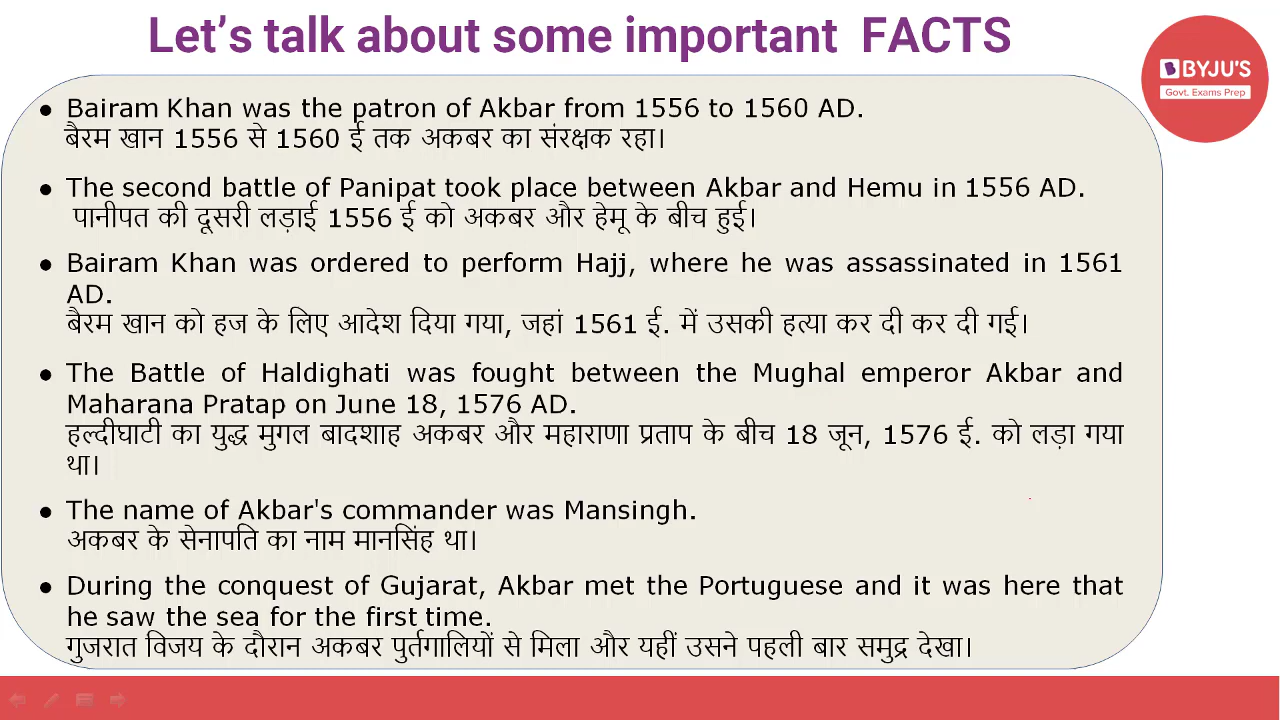 Let's talk about some important FACTS
BYJU'S
Govt. Exams Prep
● Bairam Khan was the patron of Akbar from 1556 to 1560 AD.
बैरम खान 1556 से 1560 ई तक अकबर का संरक्षक रहा।
● The second battle of Panipat took place between Akbar and Hemu in 1556 AD.
पानीपत की दूसरी लड़ाई 1556 ई को अकबर और हेमू के बीच हुई।
● Bairam Khan was ordered to perform Hajj, where he was assassinated in 1561
AD.
बैरम खान को हज के लिए आदेश दिया गया, जहां 1561 ई. में उसकी हत्या कर दी कर दी गई।
● The Battle of Haldighati was fought between the Mughal emperor Akbar and
Maharana Pratap on June 18, 1576 AD.
हल्दीघाटी का युद्ध मुगल बादशाह अकबर और महाराणा प्रताप के बीच 18 जून, 1576 ई. को लड़ा गया
था।
● The name of Akbar's commander was Mansingh.
अकबर के सेनापति का नाम मानसिंह था।
● During the conquest of Gujarat, Akbar met the Portuguese and it was here that
he saw the sea for the first time.
गुजरात विजय के दौरान अकबर पुर्तगालियों से मिला और यहीं उसने पहली बार समुद्र देखा।